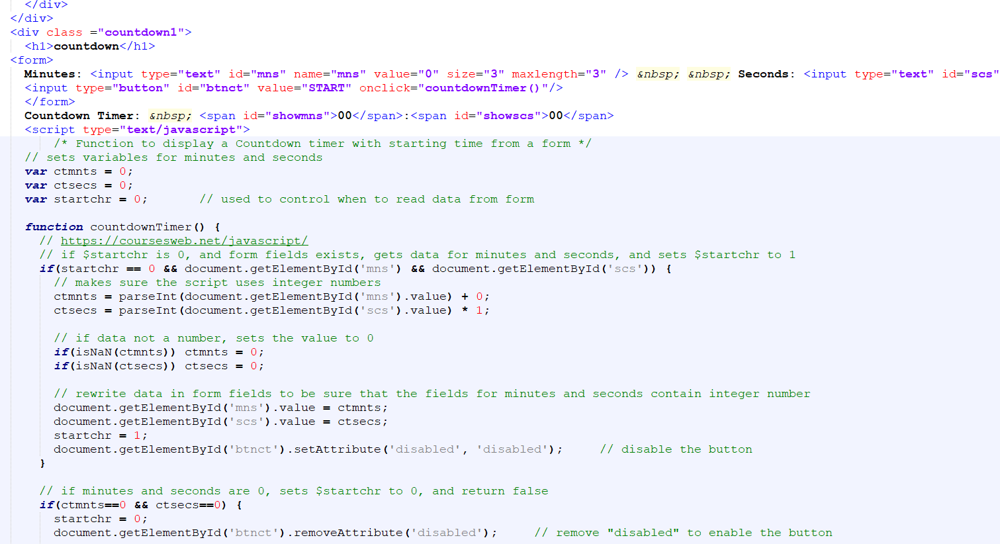 </div>
</div>
<div class ="countdown1">
<h1>countdown</h1>
<form>
Minutes: <input type="text" id="mns" name="mns" value="0" size="3" maxlength="3" /> &nbsp; &nbsp; Seconds: <input type="text" id="scs"
<input type="button" id="btnct" value="START" onclick="countdownTimer()"/>
</form>
Countdown Timer: &nbsp; <span id="showmns">00</span>:<span id="showscs">00</span>
<script type="text/javascript">
/* Function to display a Countdown timer with starting time from a form */
// sets variables for minutes and seconds
var ctmnts = 0;
var ctsecs = 0;
var startchr = 0; // used to control when to read data from form
function countdownTimer() {
// https://coursesweb.net/javascript/
// if $startchr is 0, and form fields exists, gets data for minutes and seconds, and sets $startchr to 1
if(startchr == 0 && document.getElementById('mns') && document.getElementById('scs')) {
// makes sure the script uses integer numbers
ctmnts = parseInt(document.getElementById('mns').value) + 0;
ctsecs = parseInt(document.getElementById('scs').value) * 1;
// if data not a number, sets the value to 0
if(isNaN(ctmnts)) ctmnts = 0;
if(isNaN(ctsecs)) ctsecs = 0;
// rewrite data in form fields to be sure that the fields for minutes and seconds contain integer number
document.getElementById('mns').value = ctmnts;
document.getElementById('scs').value = ctsecs;
startchr = 1;
document.getElementById('btnct').setAttribute('disabled', 'disabled'); // disable the button
}
// if minutes and seconds are 0, sets $startchr to 0, and return false
if(ctmnts==0 && ctsecs==0) {
startchr = 0;
document.getElementById('btnct').removeAttribute('disabled'); // remove "disabled" to enable the button